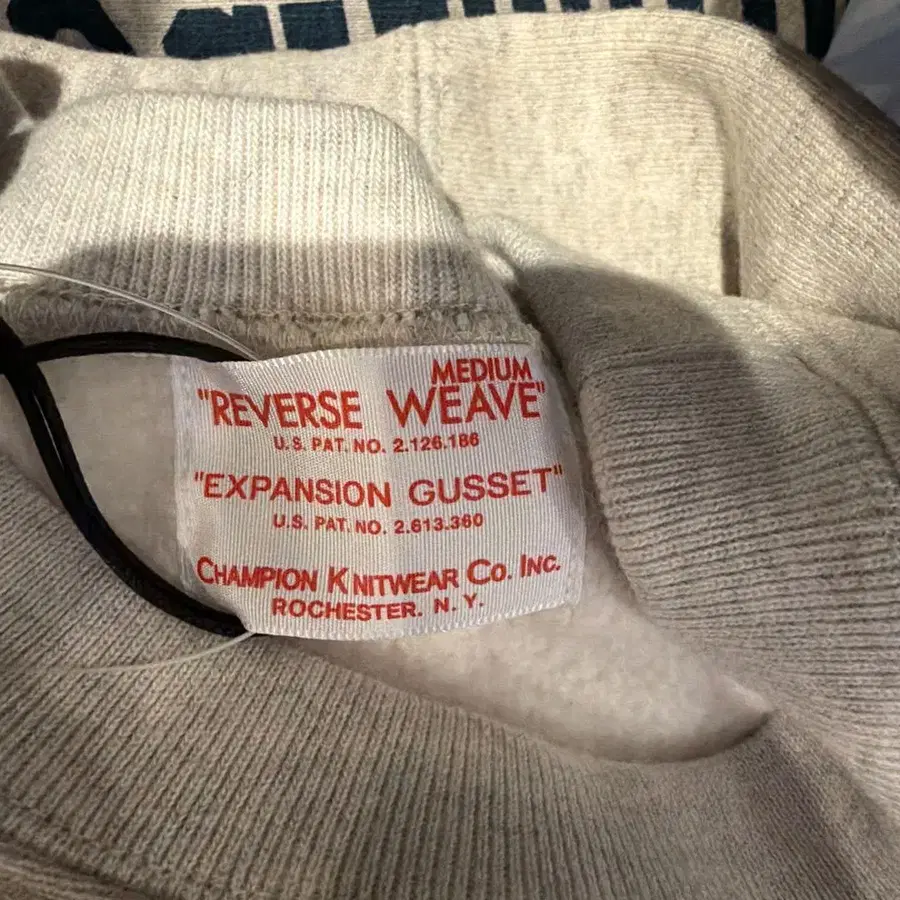 MEDIUM
"REVERSE WEAVE"
U.S. PAT. NO. 2.126.186
"EXPANSION GUSSET"
U.S. PAT. NO. 2.613.360
CHAMPION KNITWEAR CO. INC.
ROCHESTER. N. Y.